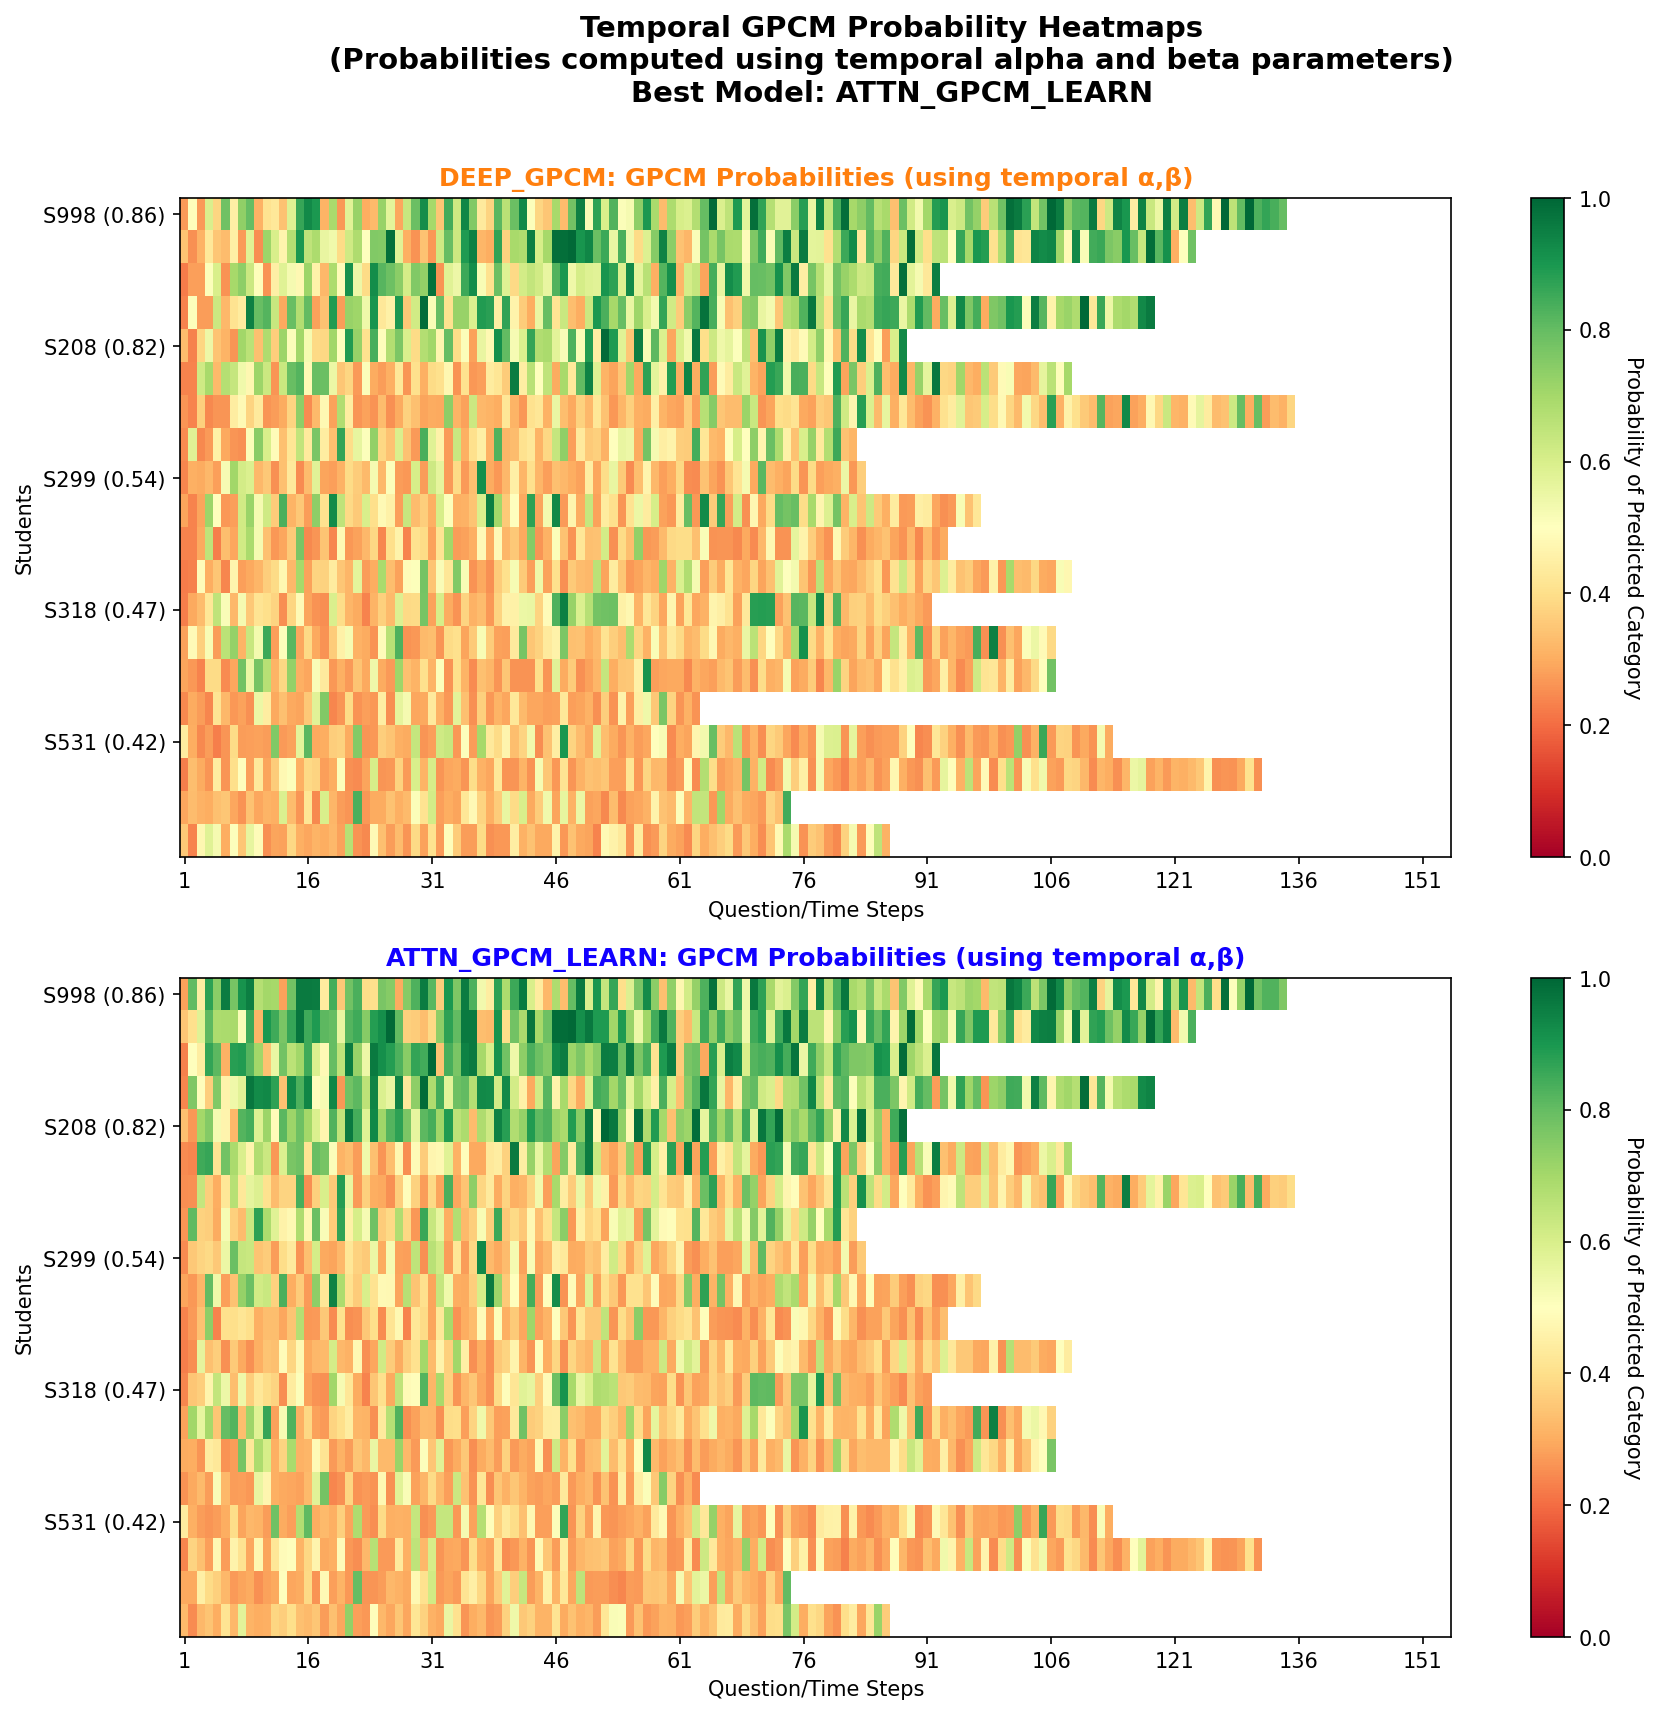 Temporal GPCM Probability Heatmaps
(Probabilities computed using temporal alpha and beta parameters)
Best Model: ATTN_GPCM_LEARN
DEEP_GPCM: GPCM Probabilities (using temporal α,β)
S998 (0.86)
S208 (0.82)
S299 (0.54)
S318 (0.47)
S531 (0.42)
Students
1 16 31 46 61 76 91 106 121 136 151
Question/Time Steps
1.0
0.8
0.6
0.4
0.2
0.0
Probability of Predicted Category
ATTN_GPCM_LEARN: GPCM Probabilities (using temporal α,β)
S998 (0.86)
S208 (0.82)
S299 (0.54)
S318 (0.47)
S531 (0.42)
Students
1 16 31 46 61 76 91 106 121 136 151
Question/Time Steps
1.0
0.8
0.6
0.4
0.2
0.0
Probability of Predicted Category